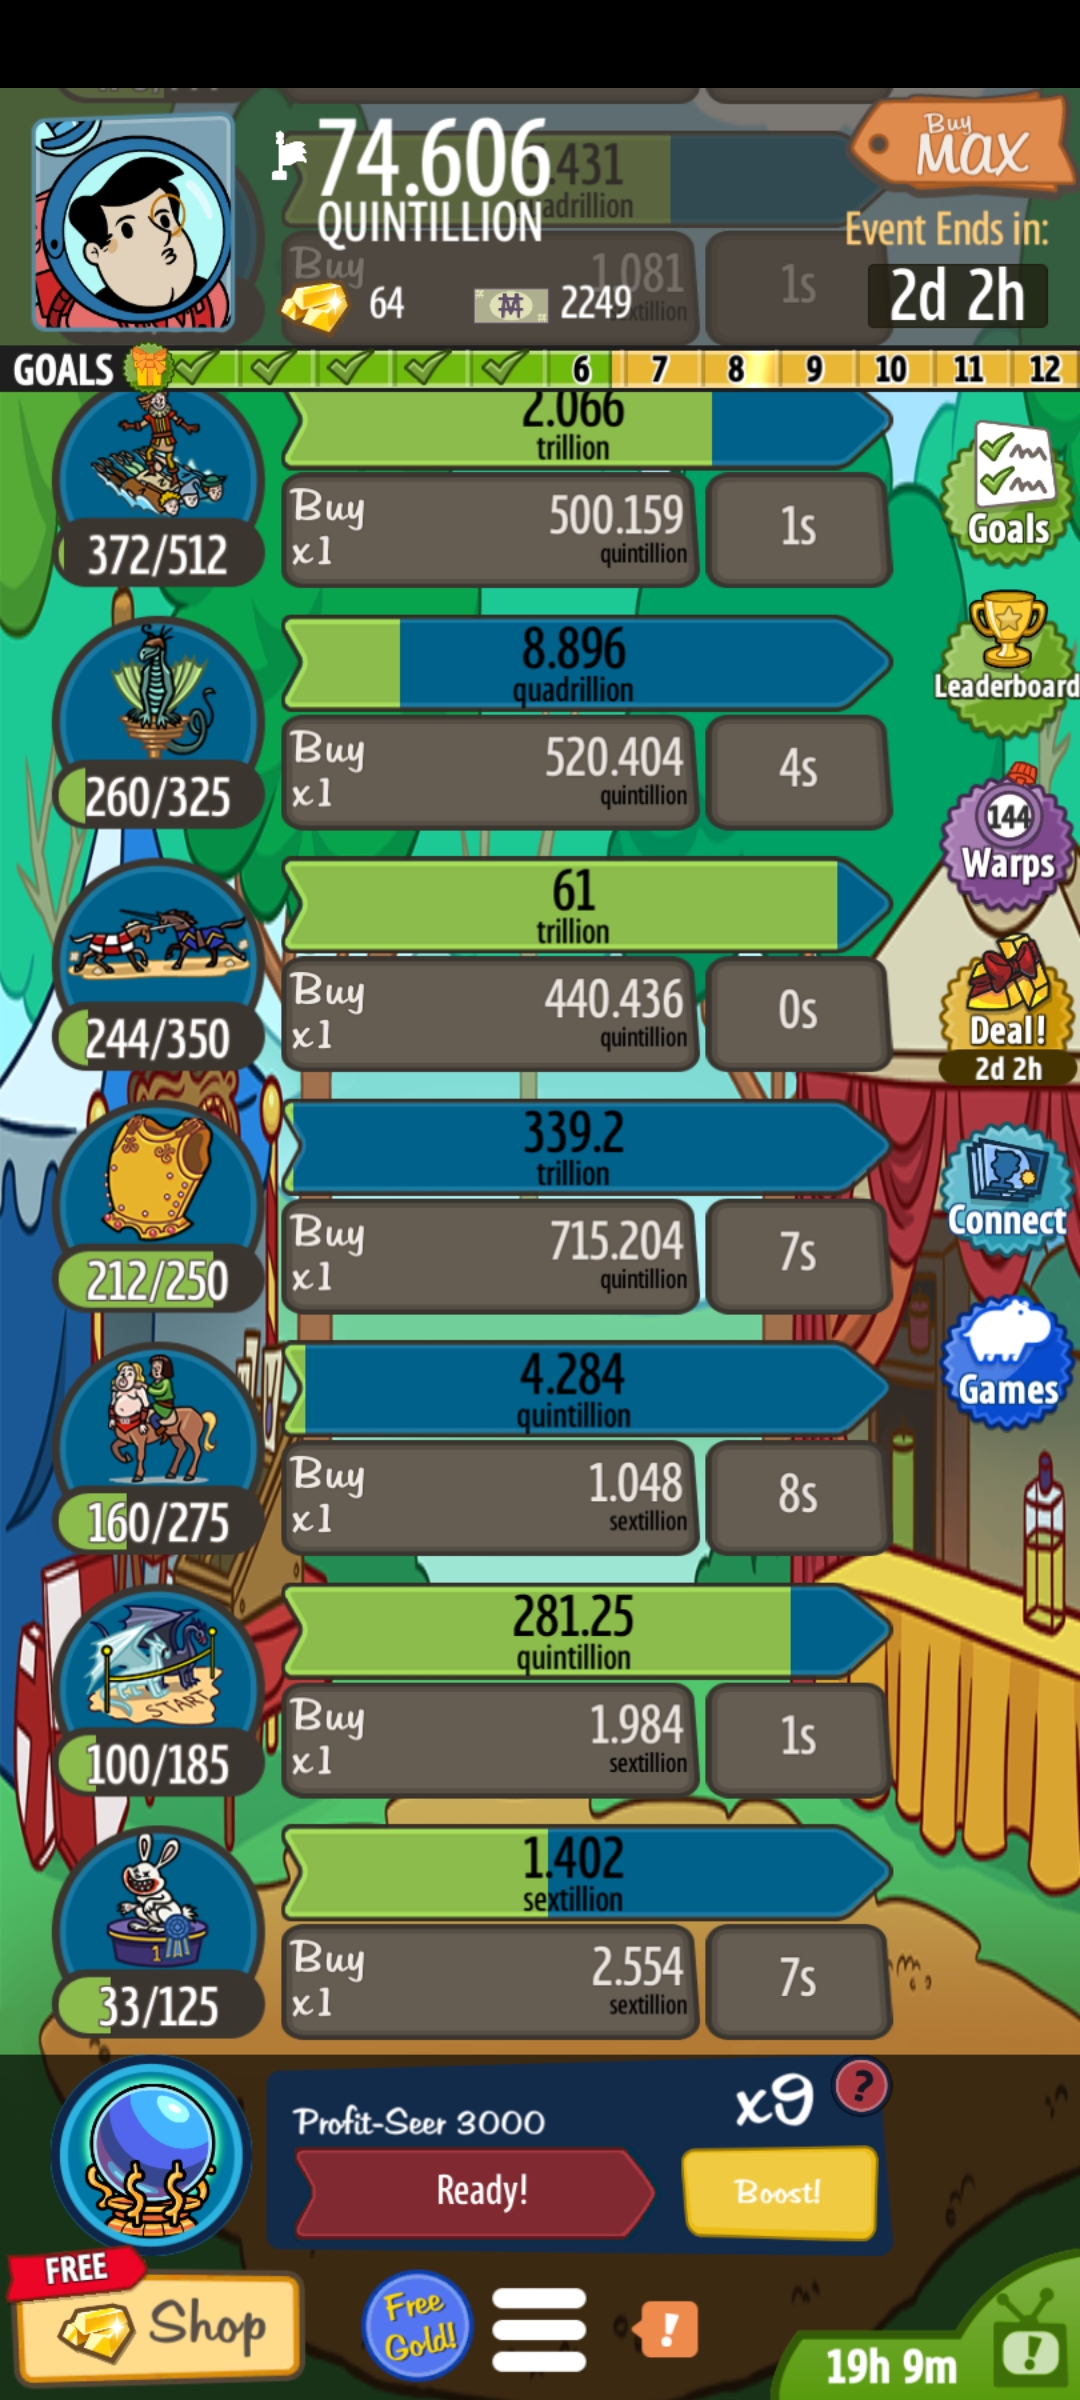 74.606
QUINTILLION
64
2249
Buy
MAX
Event Ends in:
2d 2h
.431
Buy
1.081
1s
GOALS
6
7
8
9
10
11
12
2.066
trillion
Buy
x1
500.159
quintillion
1s
372/512
8.896
quadrillion
Buy
x1
520.404
quintillion
4s
260/325
61
trillion
Buy
x1
440.436
quintillion
0s
244/350
339.2
trillion
Buy
x1
715.204
quintillion
7s
212/250
4.284
quintillion
Buy
x1
1.048
sextillion
8s
160/275
281.25
quintillion
START
Buy
x1
1.984
sextillion
1s
100/185
1.402
sextillion
1
Buy
x1
2.554
sextillion
7s
33/125
Goals
Leaderboard
144
Warps
Deal!
2d 2h
Connect
Games
Profit-Seer 3000
x9
?
Ready!
Boost!
FREE
Shop
Free
Gold!
!
19h 9m
!